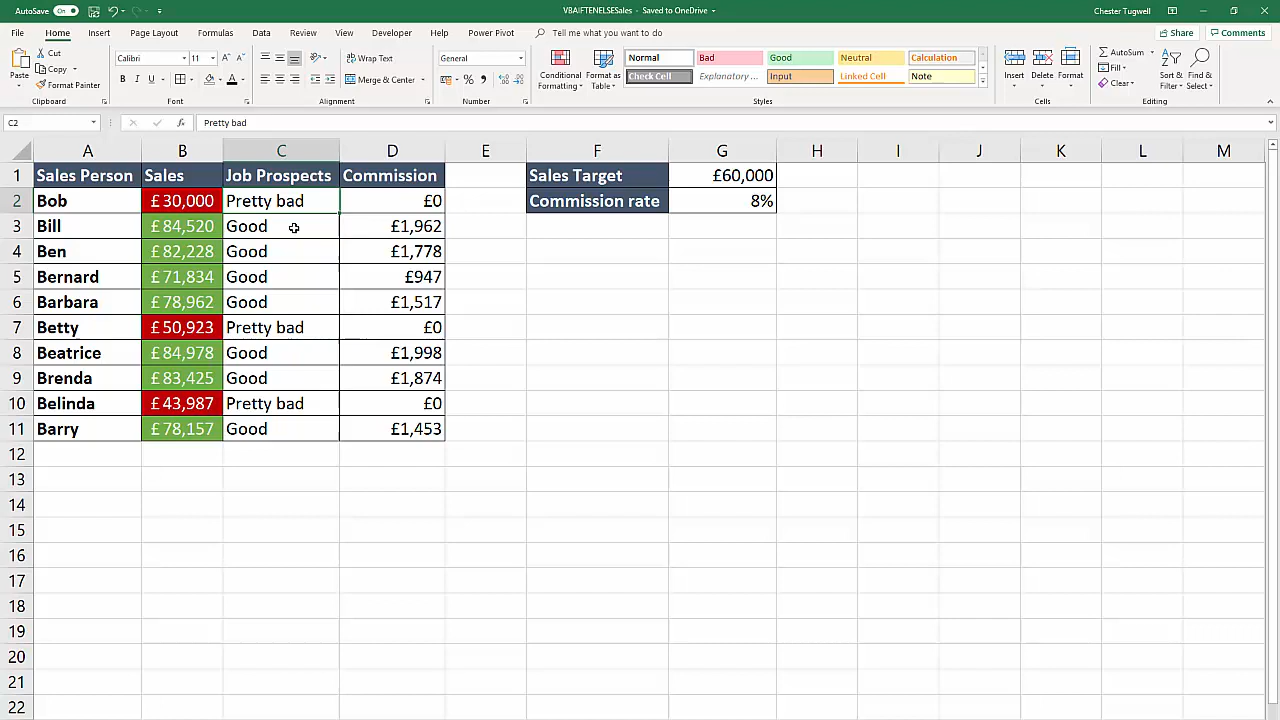 AutoSave On VBAIFTENELSESales - Saved to OneDrive Chester Tugwell
File Home Insert Page Layout Formulas Data Review View Developer Help Power Pivot Tell me what you want to do Share Comments
Paste Cut Copy Format Painter Clipboard
Calibri 11 B I U Font
Wrap Text Merge & Center Alignment
General % Number
Conditional Formatting Format as Table Normal Bad Good Neutral Calculation
Check Cell Explanatory ... Input Linked Cell Note Styles
Insert Delete Format Cells
AutoSum Fill Clear Sort & Filter Find & Select Editing
C2 fx Pretty bad
A B C D E F G H I J K L M
1 Sales Person Sales Job Prospects Commission Sales Target £60,000
2 Bob £30,000 Pretty bad £0 Commission rate 8%
3 Bill £84,520 Good £1,962
4 Ben £82,228 Good £1,778
5 Bernard £71,834 Good £947
6 Barbara £78,962 Good £1,517
7 Betty £50,923 Pretty bad £0
8 Beatrice £84,978 Good £1,998
9 Brenda £83,425 Good £1,874
10 Belinda £43,987 Pretty bad £0
11 Barry £78,157 Good £1,453
12
13
14
15
16
17
18
19
20
21
22